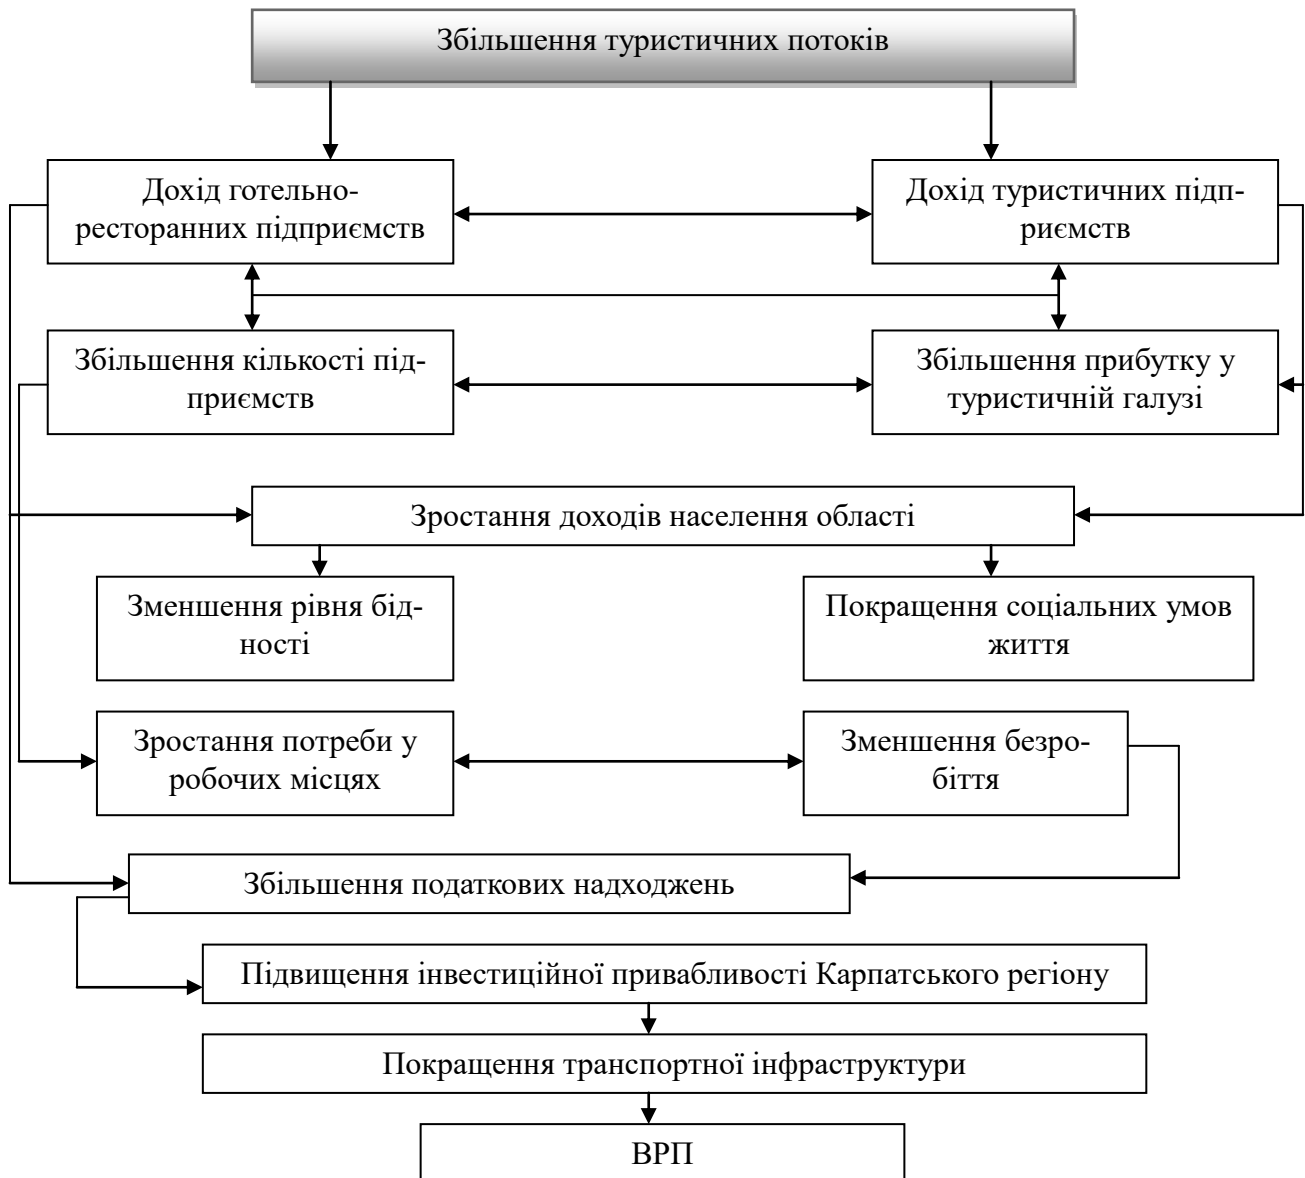 Збільшення туристичних потоків
Дохід готельно-
ресторанних підприємств
Дохід туристичних підп-
риємств
Збільшення кількості під-
приємств
Збільшення прибутку у
туристичній галузі
Зростання доходів населення області
Зменшення рівня бід-
ності
Покращення соціальних умов
життя
Зростання потреби у
робочих місцях
Зменшення безро-
біття
Збільшення податкових надходжень
Підвищення інвестиційної привабливості Карпатського регіону
Покращення транспортної інфраструктури
ВРП